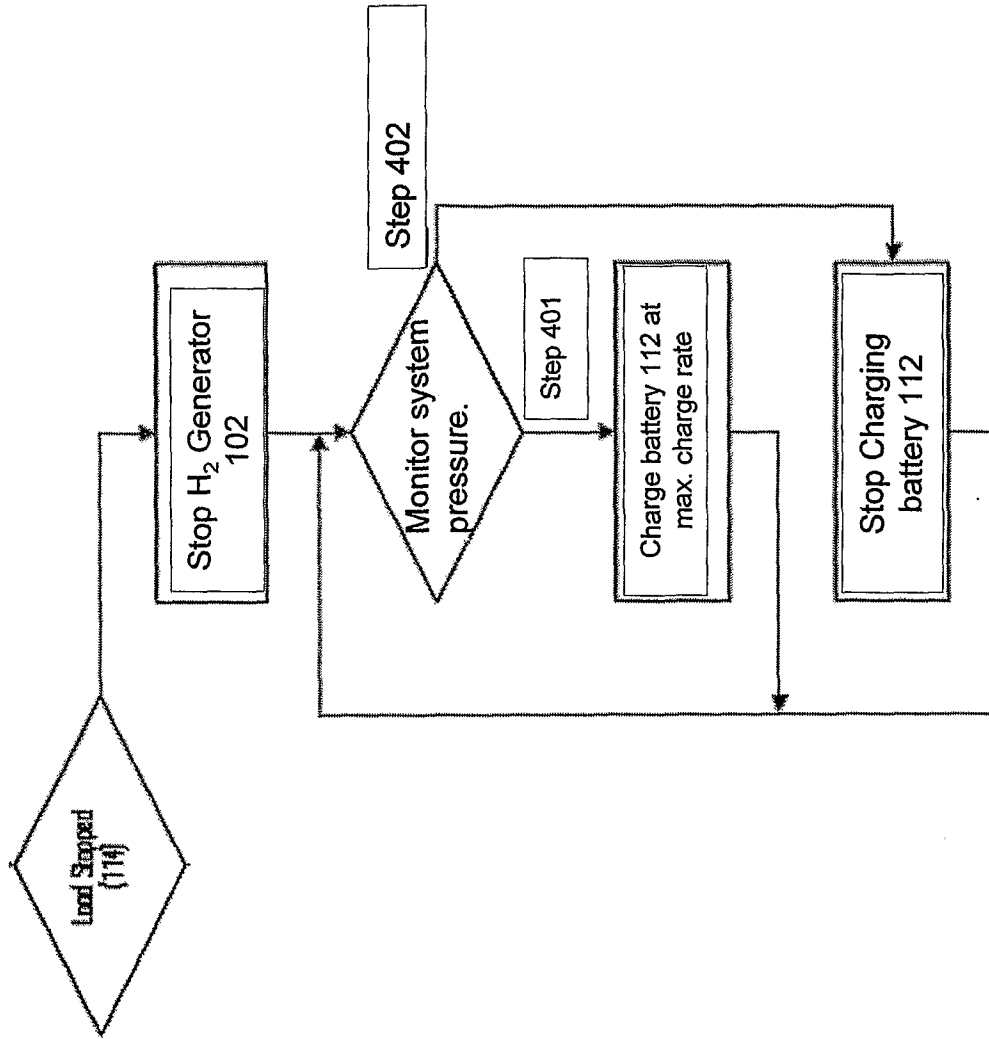 Load Stopped
(114)
Stop H₂ Generator
102
Monitor system
pressure.
Step 402
Step 401
Charge battery 112 at
max. charge rate
Stop Charging
battery 112